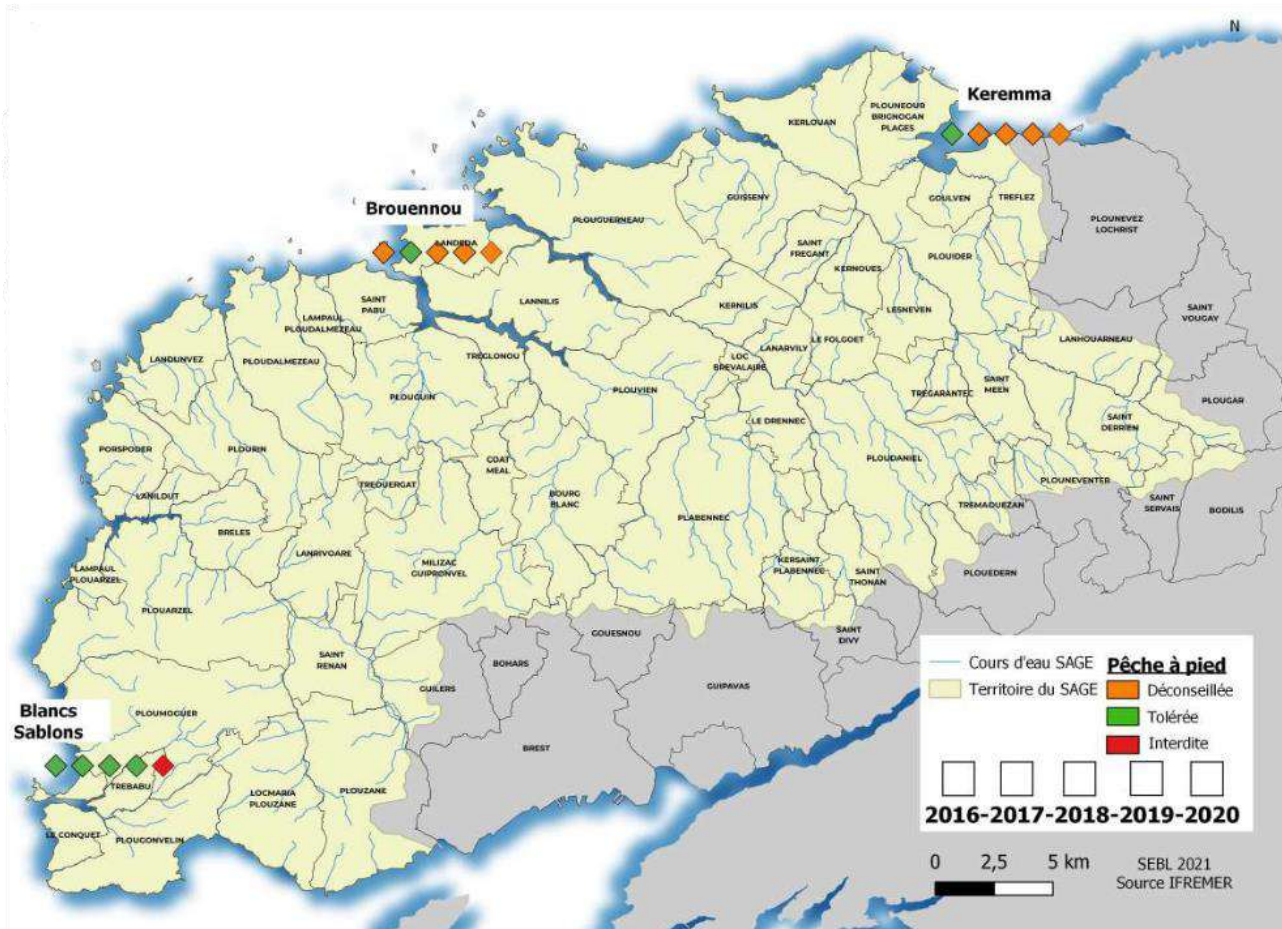 N
Keremma
PLOUNEOUR
BRIGNOGAN
PLAGES
KERLOUAN
Brouennou
GUISSENY
GOULVEN
TREFLEZ
PLOUGUERNEAU
PLOUNEVEZ
LOCHRIST
LANDEDA
SAINT
FREGANT
PLOUIDER
KERNOUES
SAINT
PABU
LANNILIS
KERNILIS
LESNEVEN
SAINT
VOUGAY
LAMPAUL
PLOUDALMEZEAU
LANHOUARNEAU
LANARVILY
LE FOLGOET
LANDUNVEZ
PLOUDALMEZEAU
TRÉGLONOU
LOC
BREVALAIRE
SAINT
MEEN
PLOUVIEN
TRÉGARANTEC
PLOUGUIN
PLOUGAR
LE DRENNEC
SAINT
DERRIEN
PORSPODER
PLOURIN
COAT
MEAL
PLOUDANIEL
TREOUERGAT
PLOUNEVENTER
LANILDUT
BOURG
BLANC
SAINT
SERVAIS
TREMAOUEZAN
BODILIS
PLABENNEC
BRELES
LANRIVOARE
MILIZAC
GUIPRONVEL
KERSAINT
PLABENNEC
SAINT
THONAN
LAMPAUL
PLOUARZEL
PLOUEDERN
PLOUARZEL
GOUESNOU
SAINT
DIVY
SAINT
RENAN
BOHARS
GUILERS
GUIPAVAS
Blancs
Sablons
PLOUMOGUER
BREST
TREBABU
LOCMARIA
PLOUZANE
PLOUZANE
LE CONQUET
PLOUGONVELIN
Cours d'eau SAGE
Territoire du SAGE
Pêche à pied
Déconseillée
Tolérée
Interdite
2016-2017-2018-2019-2020
0 2,5 5 km
SEBL 2021
Source IFREMER